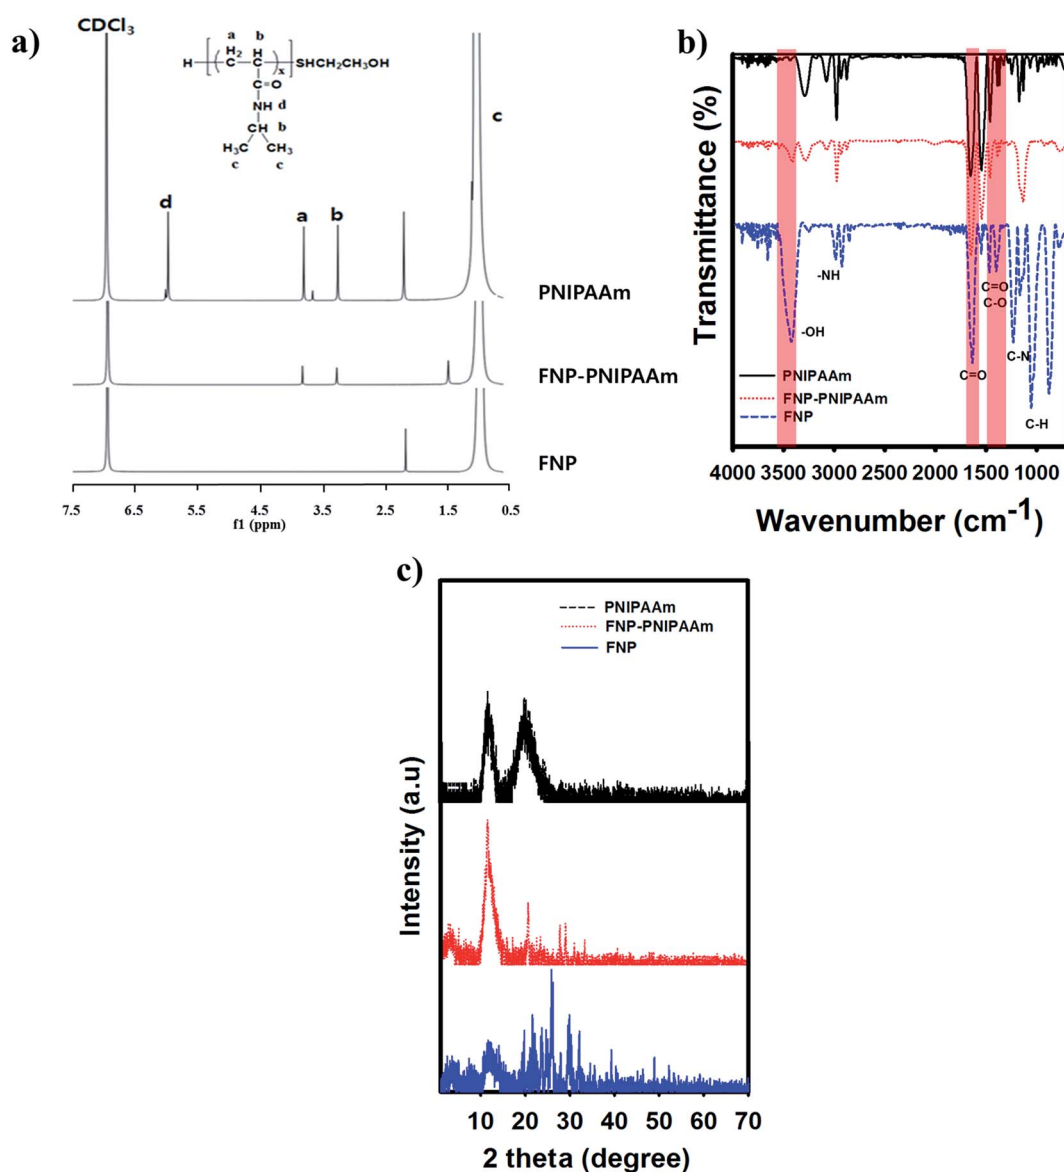 a)
CDCl3
a b
H2 H
H C C SHCH2CH3OH
x
C=O
NH d
CH b
H3C CH3
c c
c
d
a
b
PNIPAAm
FNP-PNIPAAm
FNP
7.5 6.5 5.5 4.5 3.5 2.5 1.5 0.5
f1 (ppm)
b)
Transmittance (%)
-NH
C=O
C-O
-OH
C-N
C=O
C-H
PNIPAAm
FNP-PNIPAAm
FNP
4000 3500 3000 2500 2000 1500 1000
Wavenumber (cm-1)
c)
PNIPAAm
FNP-PNIPAAm
FNP
Intensity (a.u)
10 20 30 40 50 60 70
2 theta (degree)